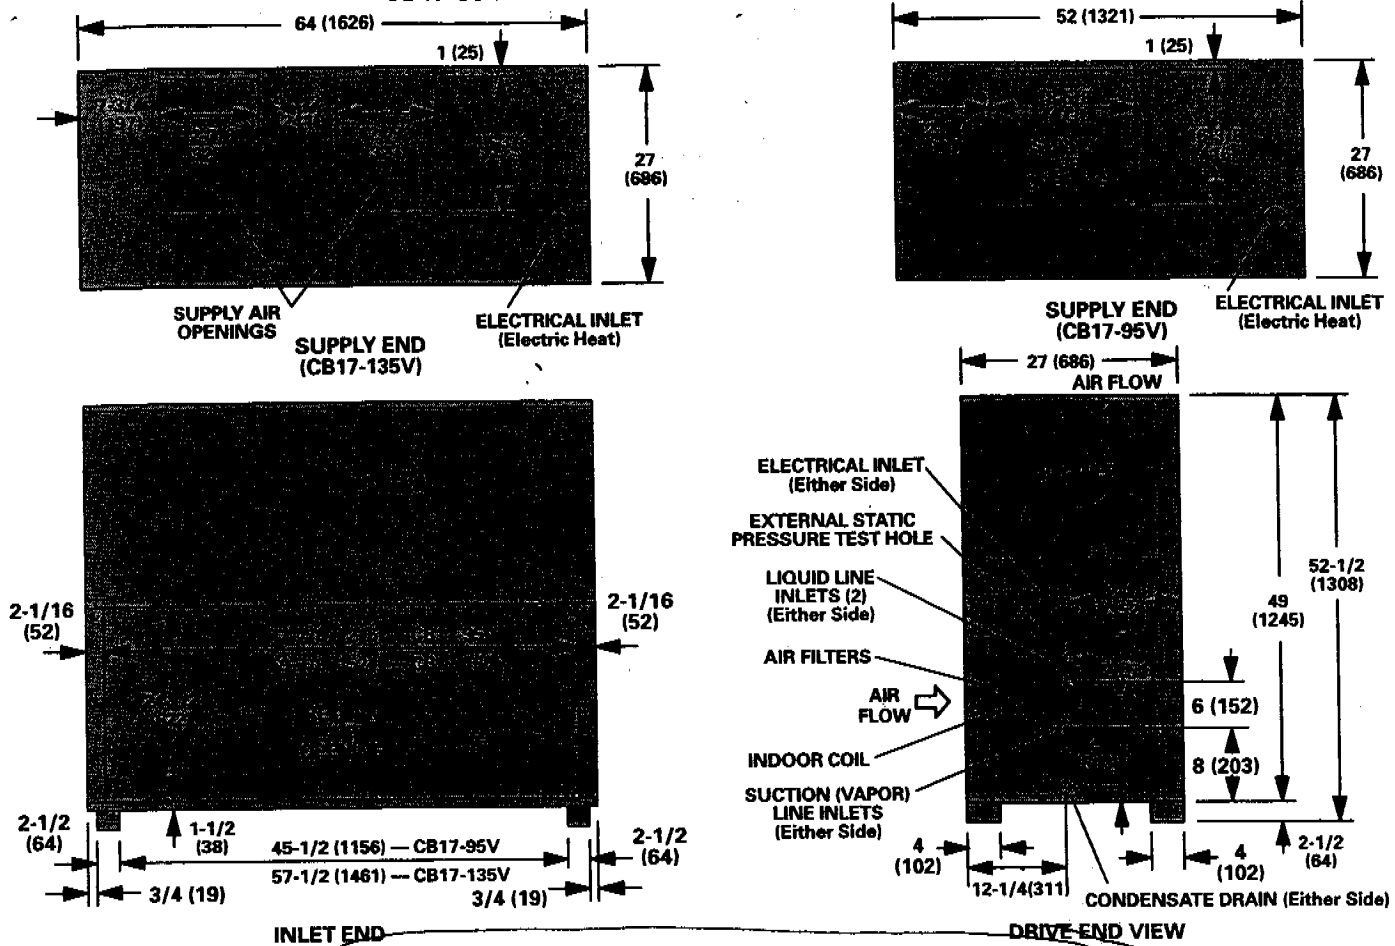 64 (1626)
1 (25)
27
(686)
SUPPLY AIR
OPENINGS
ELECTRICAL INLET
(Electric Heat)
SUPPLY END
(CB17-135V)
52 (1321)
1 (25)
27
(686)
SUPPLY END
(CB17-95V)
ELECTRICAL INLET
(Electric Heat)
2-1/16
(52)
2-1/16
(52)
2-1/2
(64)
1-1/2
(38)
45-1/2 (1156) — CB17-95V
57-1/2 (1461) — CB17-135V
2-1/2
(64)
3/4 (19)
3/4 (19)
INLET END
27 (686)
AIR FLOW
ELECTRICAL INLET
(Either Side)
EXTERNAL STATIC
PRESSURE TEST HOLE
LIQUID LINE
INLETS (2)
(Either Side)
AIR FILTERS
AIR
FLOW
INDOOR COIL
SUCTION (VAPOR)
LINE INLETS
(Either Side)
52-1/2
(1308)
49
(1245)
6 (152)
8 (203)
4
(102)
12-1/4(311)
4
(102)
2-1/2
(64)
CONDENSATE DRAIN (Either Side)
DRIVE END VIEW